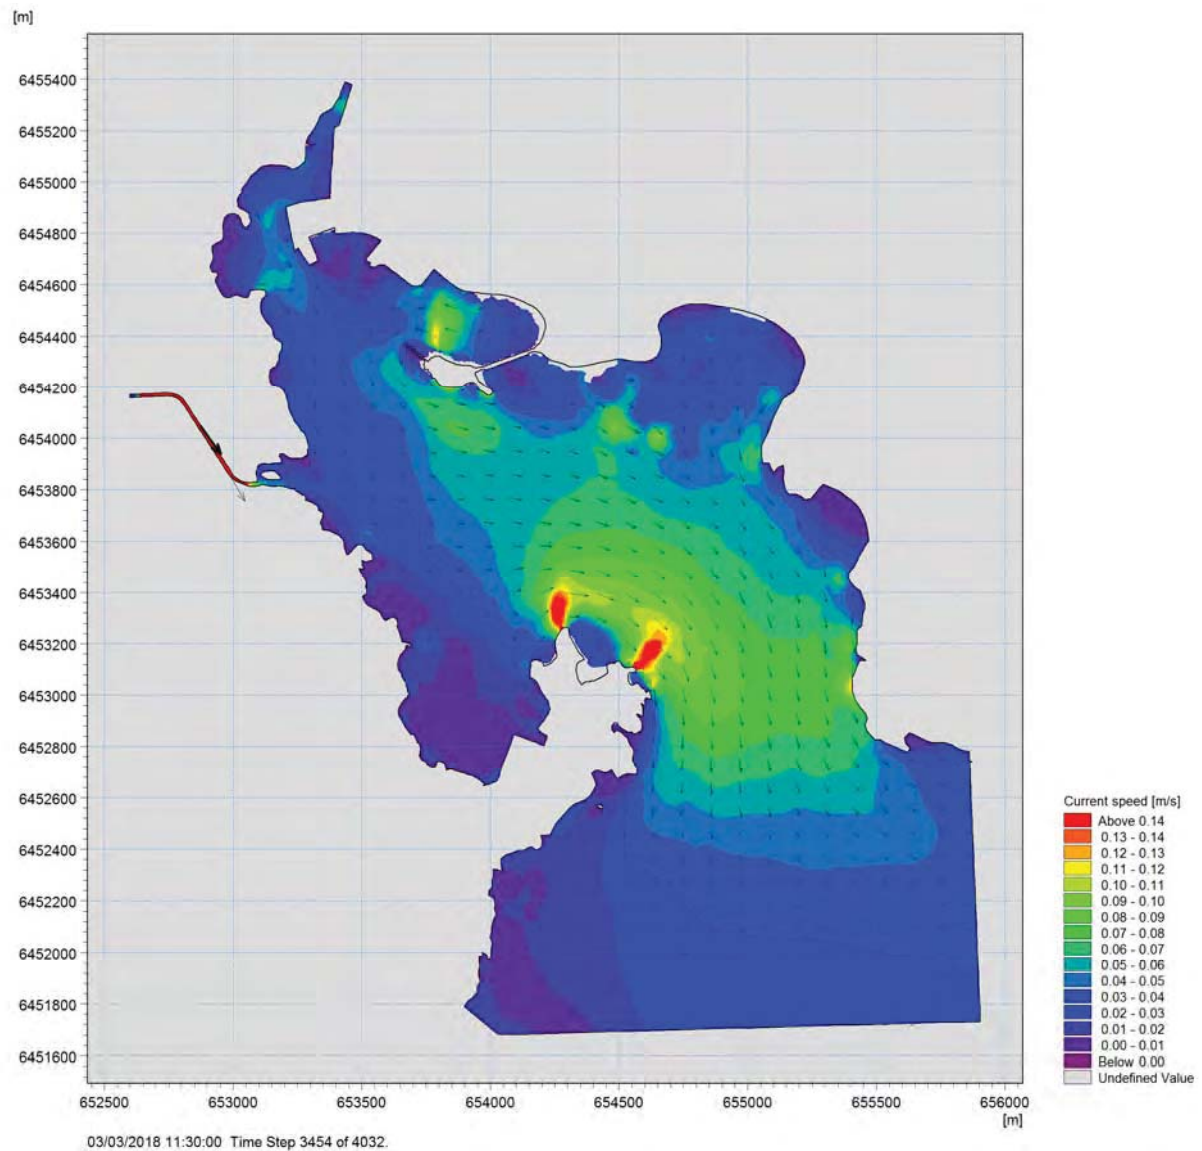 [m]
6455400
6455200
6455000
6454800
6454600
6454400
6454200
6454000
6453800
6453600
6453400
6453200
6453000
6452800
6452600
6452400
6452200
6452000
6451800
6451600
652500 653000 653500 654000 654500 655000 655500 656000
[m]
Current speed [m/s]
Above 0.14
0.13 - 0.14
0.12 - 0.13
0.11 - 0.12
0.10 - 0.11
0.09 - 0.10
0.08 - 0.09
0.07 - 0.08
0.06 - 0.07
0.05 - 0.06
0.04 - 0.05
0.03 - 0.04
0.02 - 0.03
0.01 - 0.02
0.00 - 0.01
Below 0.00
Undefined Value
03/03/2018 11:30:00 Time Step 3454 of 4032.